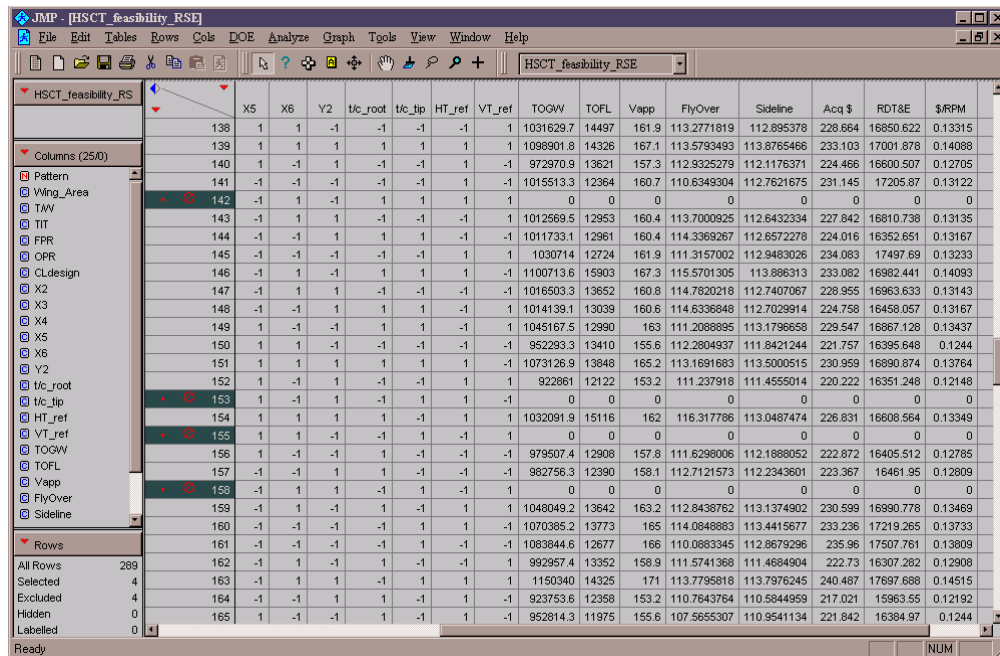 JMP - [HSCT_feasibility_RSE]
File Edit Tables Rows Cols DOE Analyze Graph Tools View Window Help
HSCT_feasibility_RSE
HSCT_feasibility_RS
Columns (25/0)
Pattern
Wing_Area
T/W
TIT
FPR
OPR
CLdesign
X2
X3
X4
X5
X6
Y2
t/c_root
t/c_tip
HT_ref
VT_ref
TOGW
TOFL
Vapp
FlyOver
Sideline
Rows
All Rows 289
Selected 4
Excluded 4
Hidden 0
Labelled 0
X5 X6 Y2 t/c_root t/c_tip HT_ref VT_ref TOGW TOFL Vapp FlyOver Sideline Acq $ RDT&E $/RPM
138 1 1 -1 -1 1 -1 1 1031629.7 14497 161.9 113.2771819 112.895378 228.664 16850.622 0.13315
139 1 1 1 1 1 1 1 1098901.8 14326 167.1 113.5793493 113.8765466 233.103 17001.878 0.14088
140 1 -1 1 -1 -1 -1 1 972970.9 13621 157.3 112.9325279 112.1176371 224.466 16600.507 0.12705
141 -1 -1 1 -1 1 1 -1 1015513.3 12364 160.7 110.6349304 112.7621675 231.145 17205.87 0.13122
142 -1 1 -1 -1 1 -1 1 0 0 0 0 0 0 0 0
143 -1 -1 1 1 -1 -1 1 1012569.5 12953 160.4 113.7000925 112.6432334 227.842 16810.738 0.13135
144 1 -1 1 1 -1 1 -1 1011733.1 12961 160.4 114.3369267 112.6572278 224.016 16352.651 0.13167
145 -1 -1 -1 1 1 -1 -1 1030714 12724 161.9 111.3157002 112.9483026 234.083 17497.69 0.13233
146 -1 1 1 -1 1 1 -1 1100713.6 15903 167.3 115.5701305 113.886313 233.082 16982.441 0.14093
147 -1 1 1 1 -1 -1 -1 1016503.3 13652 160.8 114.7820218 112.7407067 228.955 16963.633 0.13143
148 -1 1 -1 1 -1 1 -1 1014139.1 13039 160.6 114.6336848 112.7029914 224.758 16458.057 0.13167
149 1 -1 -1 1 1 -1 1 1045167.5 12990 163 111.2088895 113.1796658 229.547 16867.128 0.13437
150 1 -1 -1 -1 -1 1 1 952293.3 13410 155.6 112.2804937 111.8421244 221.757 16395.648 0.1244
151 1 1 1 1 1 -1 -1 1073126.9 13848 165.2 113.1691683 113.5000515 230.959 16890.874 0.13764
152 1 1 -1 1 -1 -1 1 922861 12122 153.2 111.237918 111.4555014 220.222 16351.248 0.12148
153 1 -1 1 -1 1 -1 -1 0 0 0 0 0 0 0 0
154 1 1 1 -1 -1 1 1 1032091.9 15116 162 116.317786 113.0487474 226.831 16608.564 0.13349
155 1 1 -1 -1 1 -1 1 0 0 0 0 0 0 0 0
156 -1 1 -1 -1 -1 1 1 979507.4 12908 157.8 111.6298006 112.1888052 222.872 16405.512 0.12785
157 -1 -1 1 1 -1 1 1 982756.3 12390 158.1 112.7121573 112.2343601 223.367 16461.95 0.12809
158 -1 1 1 -1 1 -1 1 0 0 0 0 0 0 0 0
159 -1 1 -1 1 1 -1 1 1048049.2 13642 163.2 112.8438762 113.1374902 230.599 16990.778 0.13469
160 -1 -1 1 1 1 1 -1 1070385.2 13773 165 114.0848883 113.4415677 233.236 17219.265 0.13733
161 -1 -1 1 1 1 1 -1 1083844.6 12677 166 110.0883345 112.8679296 235.96 17507.761 0.13809
162 -1 1 -1 1 -1 1 -1 992957.4 13352 158.9 111.5741368 111.4684904 222.73 16307.282 0.12908
163 -1 -1 1 1 1 -1 1 1150340 14325 171 113.7795818 113.7976245 240.487 17697.688 0.14515
164 -1 1 -1 1 -1 1 -1 923753.6 12358 153.2 110.7643764 110.5844959 217.021 15963.55 0.12192
165 1 -1 -1 1 -1 1 -1 952814.3 11975 155.6 107.5655307 110.9541134 221.842 16384.97 0.1244
Ready
NUM